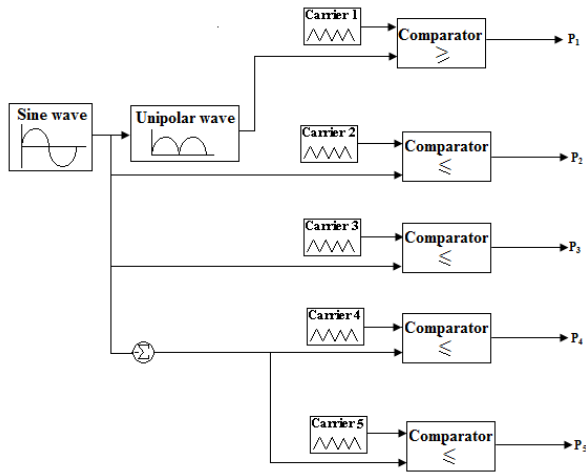 Carrier 1
Comparator
≥
P1
Sine wave
Unipolar wave
Carrier 2
Comparator
≤
P2
Carrier 3
Comparator
≤
P3
Carrier 4
Comparator
≤
P4
-Σ
Carrier 5
Comparator
≤
P5